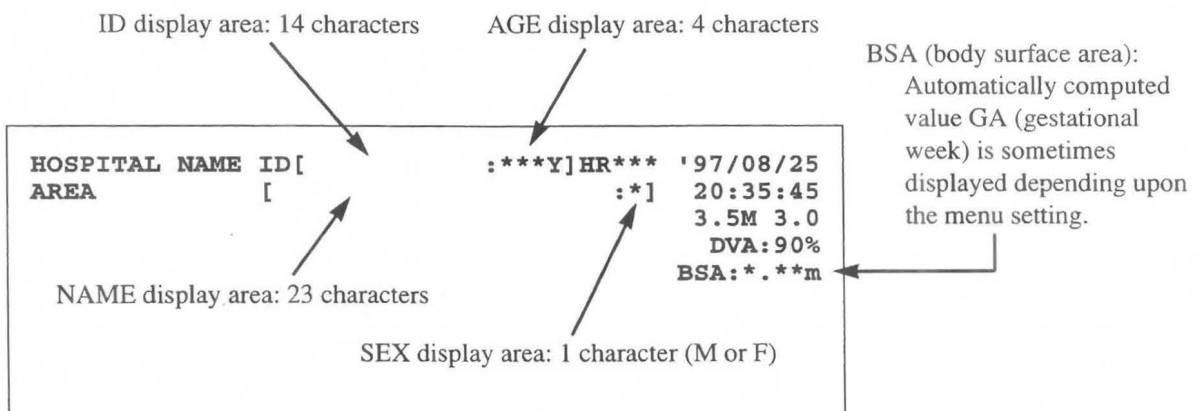 ID display area: 14 characters
AGE display area: 4 characters
BSA (body surface area):
Automatically computed
value GA (gestational
week) is sometimes
displayed depending upon
the menu setting.
HOSPITAL NAME ID[ :***Y]HR*** '97/08/25
AREA [ :*] 20:35:45
3.5M 3.0
DVA:90%
BSA:*.**m
NAME display area: 23 characters
SEX display area: 1 character (M or F)